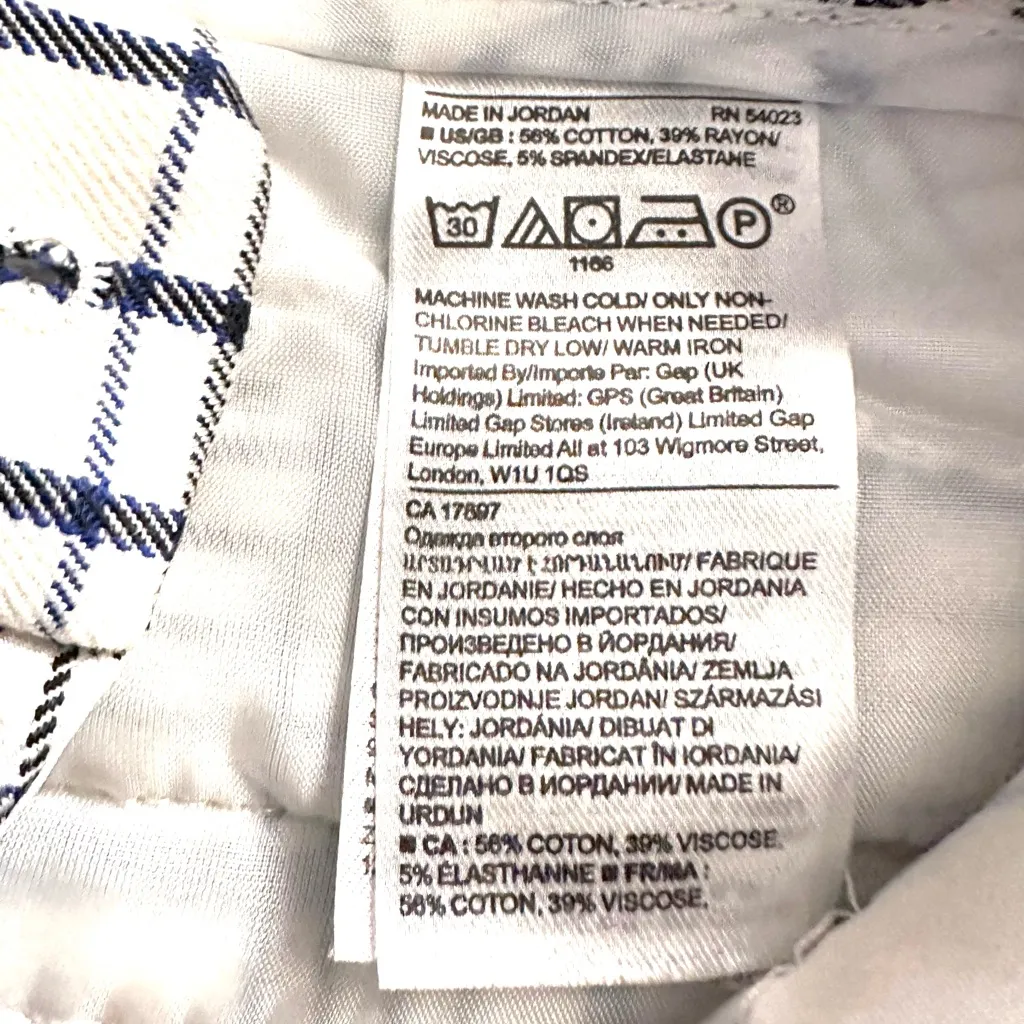 MADE IN JORDAN RN 54023
■ US/GB : 56% COTTON, 39% RAYON/
VISCOSE, 5% SPANDEX/ELASTANE
30 P ®
1166
MACHINE WASH COLD/ ONLY NON-
CHLORINE BLEACH WHEN NEEDED/
TUMBLE DRY LOW/ WARM IRON
Imported By/Importe Par: Gap (UK
Holdings) Limited: GPS (Great Britain)
Limited Gap Stores (Ireland) Limited Gap
Europe Limited All at 103 Wigmore Street,
London, W1U 1QS
CA 17897
Одежда второго слоя
ԱՐՏԱԴՐՎԱԾ Է ՀՈՐԴԱՆԱՆՈՒՄ/ FABRIQUE
EN JORDANIE/ HECHO EN JORDANIA
CON INSUMOS IMPORTADOS/
ПРОИЗВЕДЕНО В ЙОРДАНИЯ/
FABRICADO NA JORDÂNIA/ ZEMLJA
PROIZVODNJE JORDAN/ SZÁRMAZÁSI
HELY: JORDÁNIA/ DIBUAT DI
YORDANIA/ FABRICAT ÎN IORDANIA/
СДЕЛАНО В ИОРДАНИИ/ MADE IN
URDUN
■ CA : 56% COTON, 39% VISCOSE,
5% ÉLASTHANNE ■ FR/MA :
56% COTON, 39% VISCOSE,